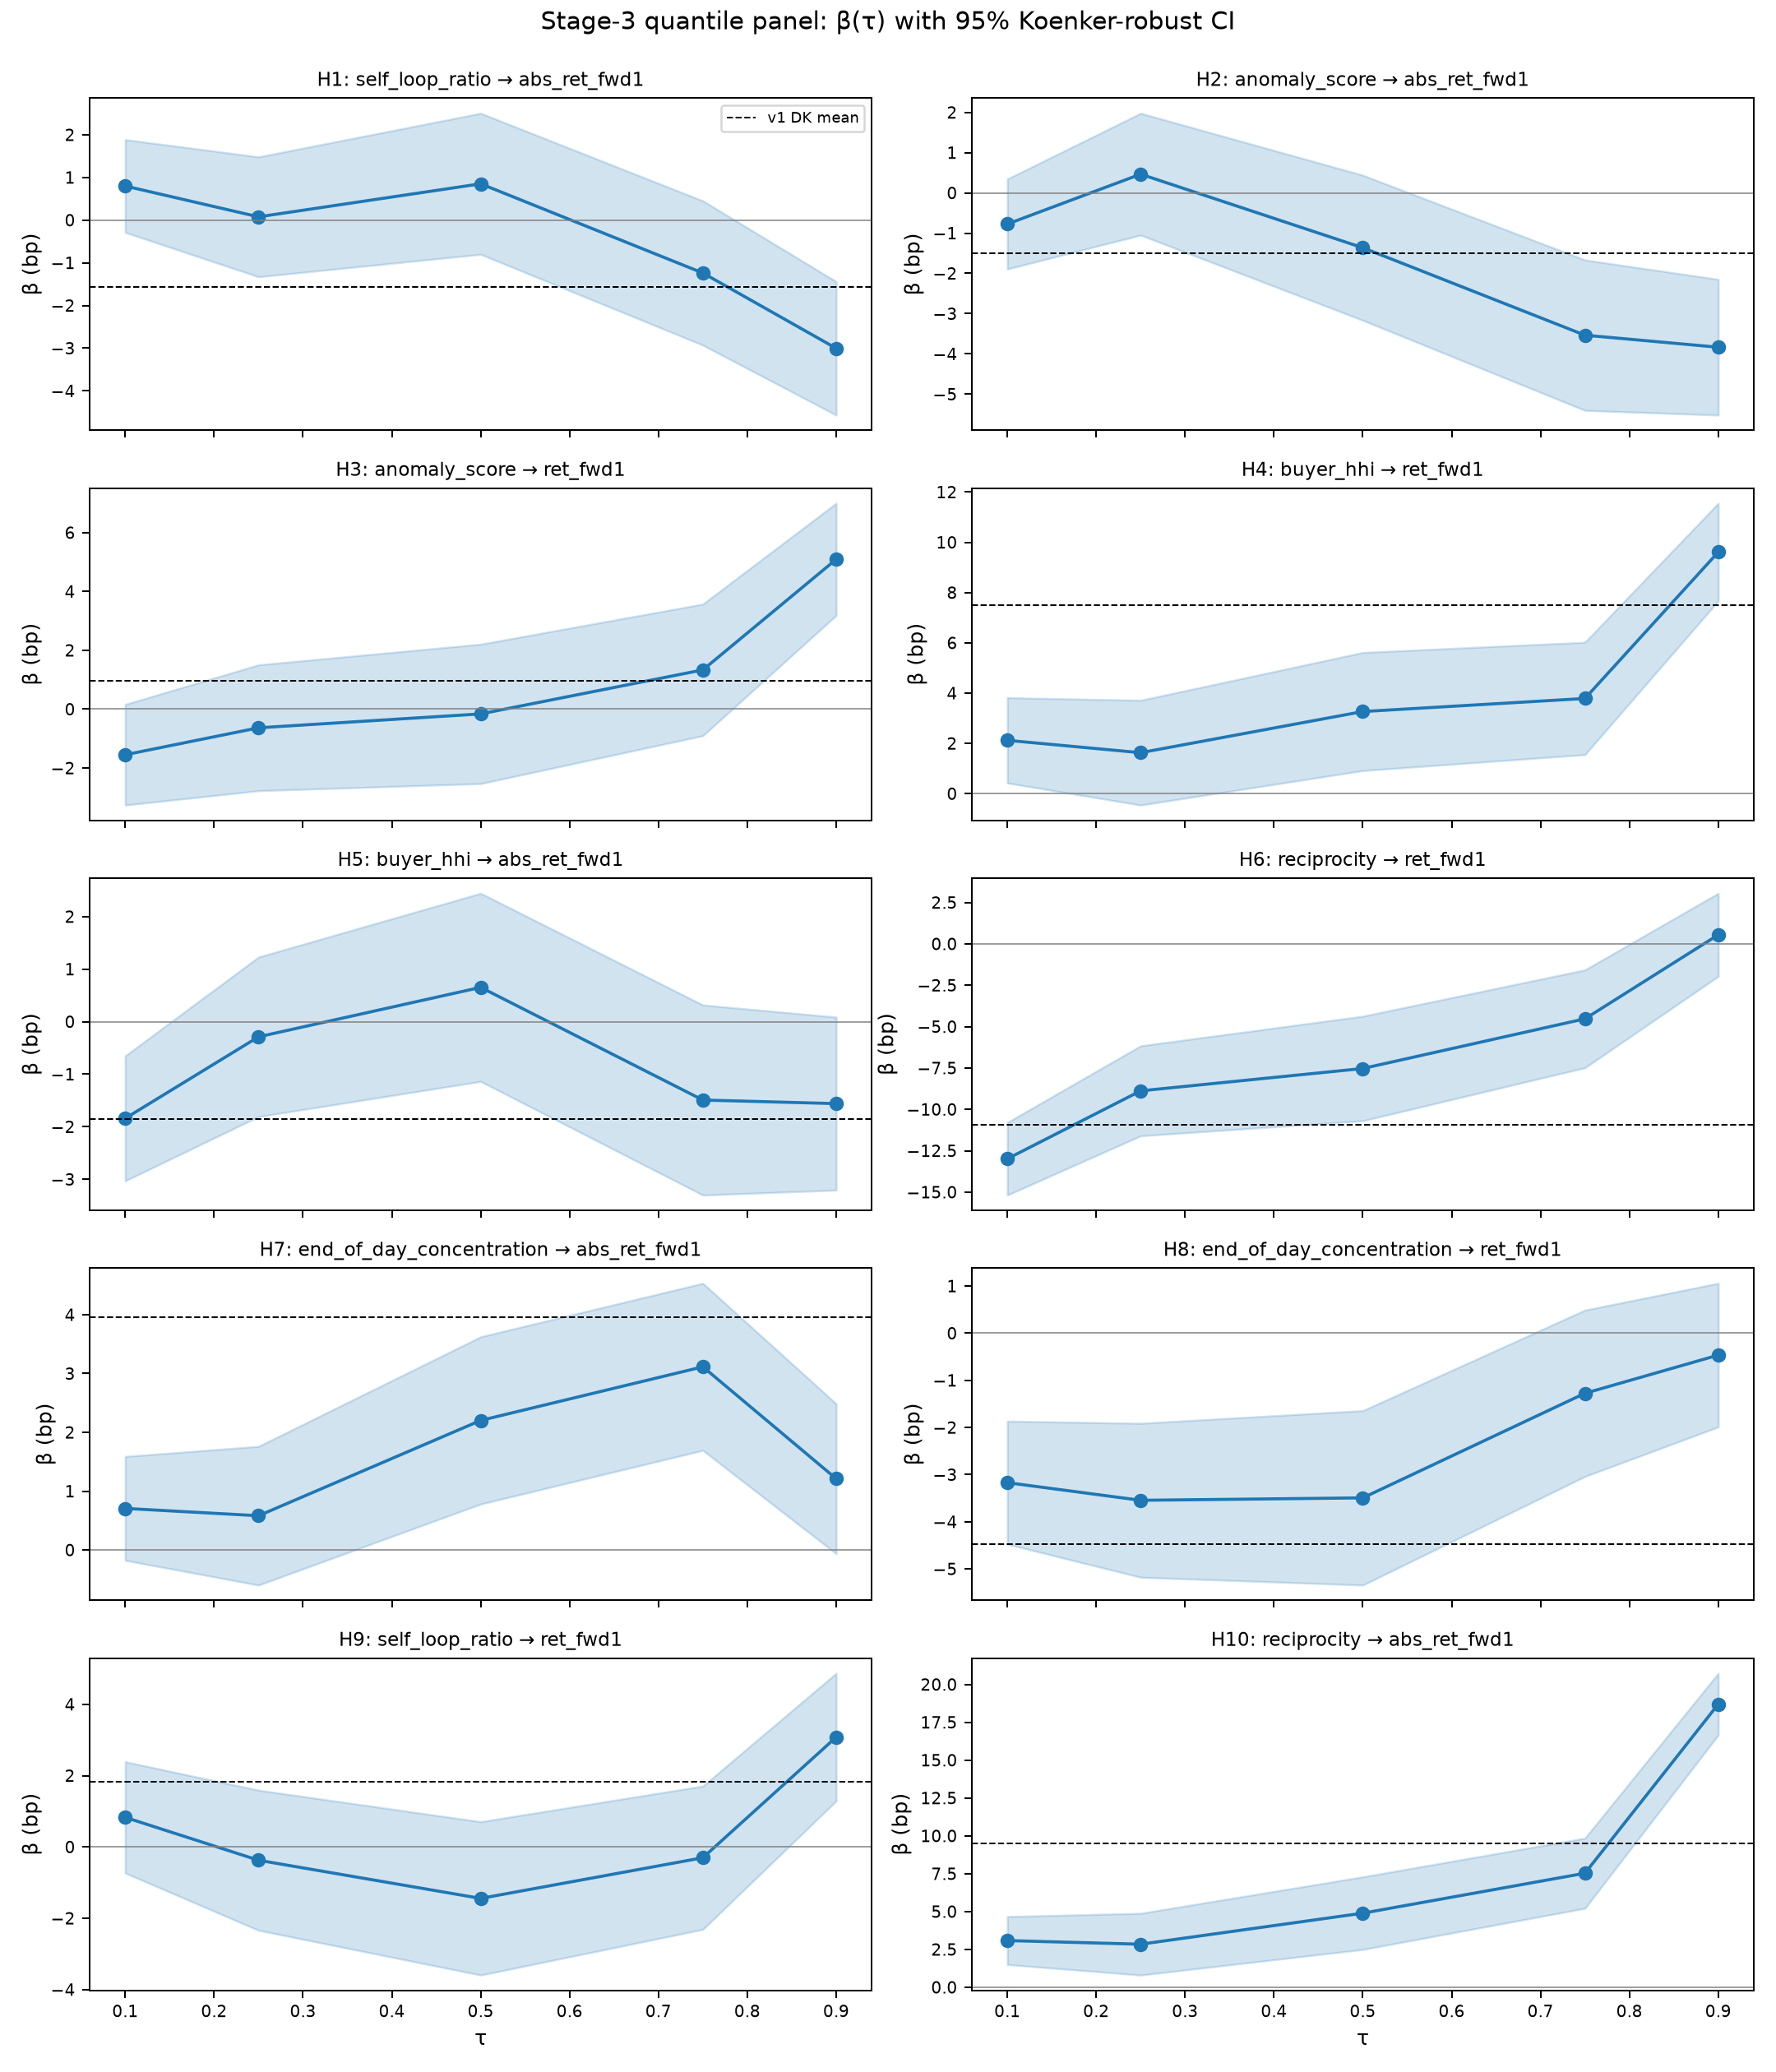 Stage-3 quantile panel: β(τ) with 95% Koenker-robust CI
H1: self_loop_ratio → abs_ret_fwd1
v1 DK mean
β (bp)
2
1
0
−1
−2
−3
−4
H2: anomaly_score → abs_ret_fwd1
β (bp)
2
1
0
−1
−2
−3
−4
−5
H3: anomaly_score → ret_fwd1
β (bp)
6
4
2
0
−2
H4: buyer_hhi → ret_fwd1
β (bp)
12
10
8
6
4
2
0
H5: buyer_hhi → abs_ret_fwd1
β (bp)
2
1
0
−1
−2
−3
H6: reciprocity → ret_fwd1
β (bp)
2.5
0.0
−2.5
−5.0
−7.5
−10.0
−12.5
−15.0
H7: end_of_day_concentration → abs_ret_fwd1
β (bp)
4
3
2
1
0
H8: end_of_day_concentration → ret_fwd1
β (bp)
1
0
−1
−2
−3
−4
−5
H9: self_loop_ratio → ret_fwd1
β (bp)
4
2
0
−2
−4
0.1 0.2 0.3 0.4 0.5 0.6 0.7 0.8 0.9
τ
H10: reciprocity → abs_ret_fwd1
β (bp)
20.0
17.5
15.0
12.5
10.0
7.5
5.0
2.5
0.0
0.1 0.2 0.3 0.4 0.5 0.6 0.7 0.8 0.9
τ